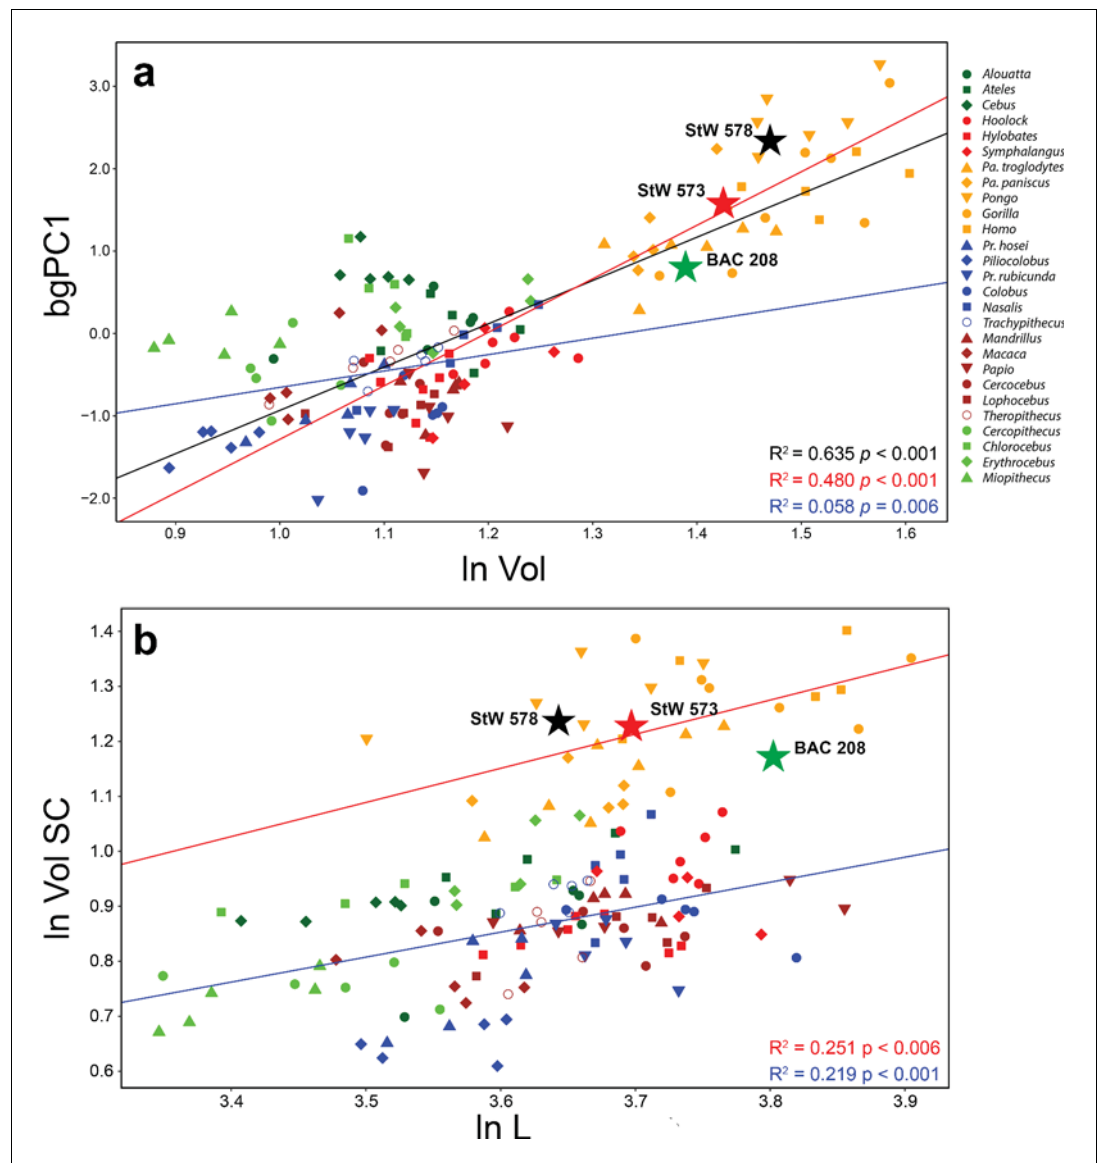 a
bgPC1
3.0
2.0
1.0
0.0
−1.0
−2.0
StW 578
StW 573
BAC 208
R² = 0.635 p < 0.001
R² = 0.480 p < 0.001
R² = 0.058 p = 0.006
0.9 1.0 1.1 1.2 1.3 1.4 1.5 1.6
ln Vol
Alouatta
Ateles
Cebus
Hoolock
Hylobates
Symphalangus
Pa. troglodytes
Pa. paniscus
Pongo
Gorilla
Homo
Pr. hosei
Piliocolobus
Pr. rubicunda
Colobus
Nasalis
Trachypithecus
Mandrillus
Macaca
Papio
Cercocebus
Lophocebus
Theropithecus
Cercopithecus
Chlorocebus
Erythrocebus
Miopithecus
b
ln Vol SC
1.4
1.3
1.2
1.1
1.0
0.9
0.8
0.7
0.6
StW 578
StW 573
BAC 208
R² = 0.251 p < 0.006
R² = 0.219 p < 0.001
3.4 3.5 3.6 3.7 3.8 3.9
ln L